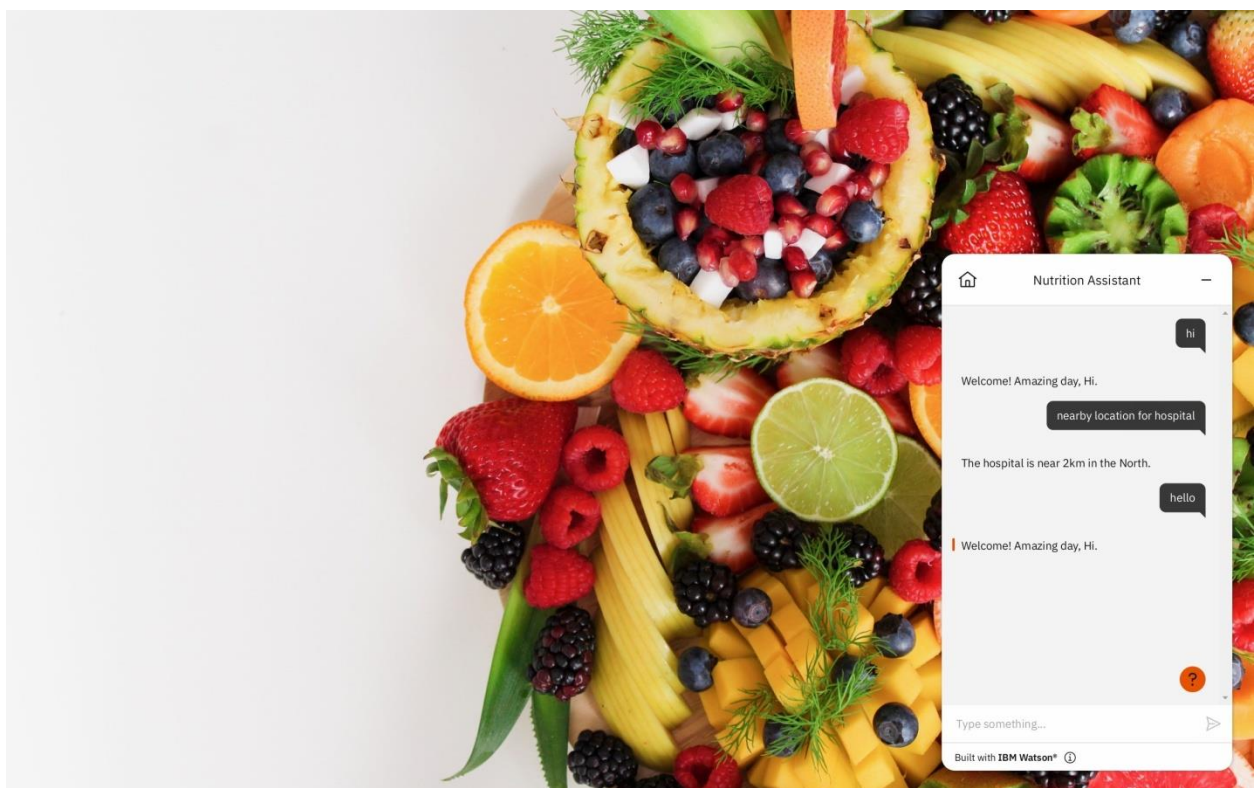 Nutrition Assistant
hi
Welcome! Amazing day, Hi.
nearby location for hospital
The hospital is near 2km in the North.
hello
Welcome! Amazing day, Hi.
?
Type something...
Built with IBM Watson®